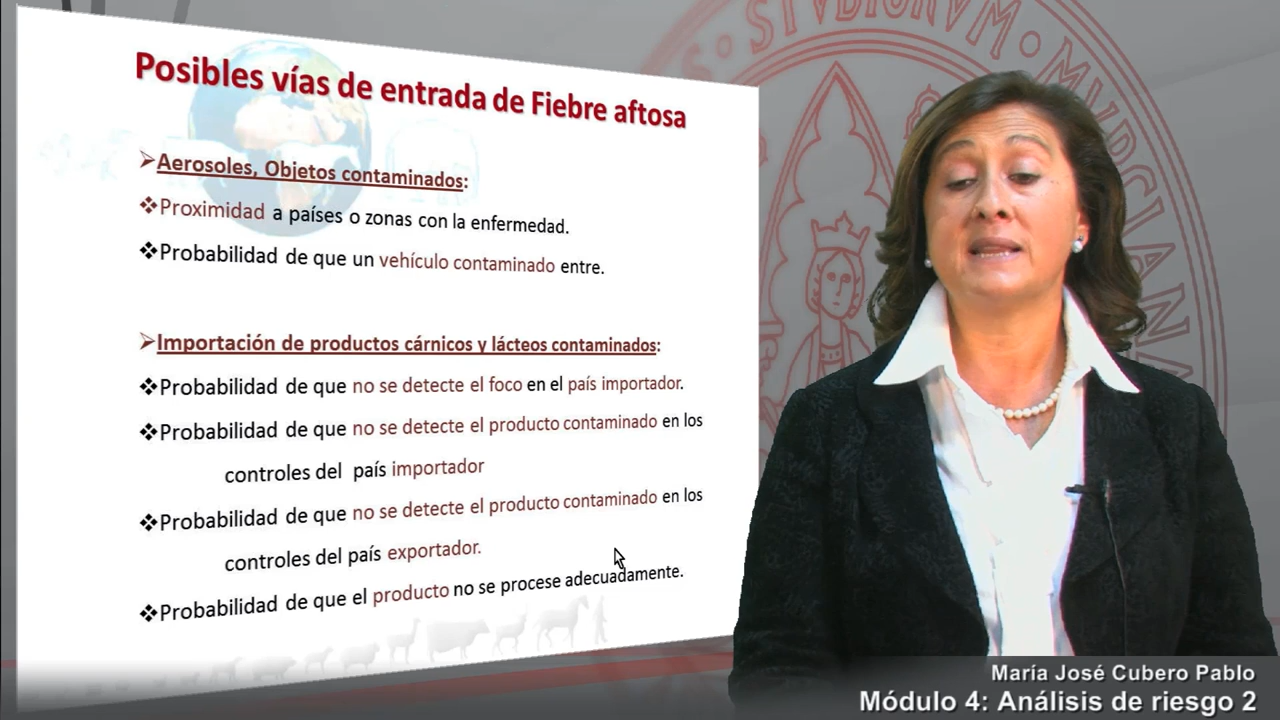 Posibles vías de entrada de Fiebre aftosa
➢Aerosoles, Objetos contaminados:
❖Proximidad a países o zonas con la enfermedad.
❖Probabilidad de que un vehículo contaminado entre.
➢Importación de productos cárnicos y lácteos contaminados:
❖Probabilidad de que no se detecte el foco en el país importador.
❖Probabilidad de que no se detecte el producto contaminado en los
controles del país importador
❖Probabilidad de que no se detecte el producto contaminado en los
controles del país exportador.
❖Probabilidad de que el producto no se procese adecuadamente.
STVDIORVM
María José Cubero Pablo
Módulo 4: Análisis de riesgo 2